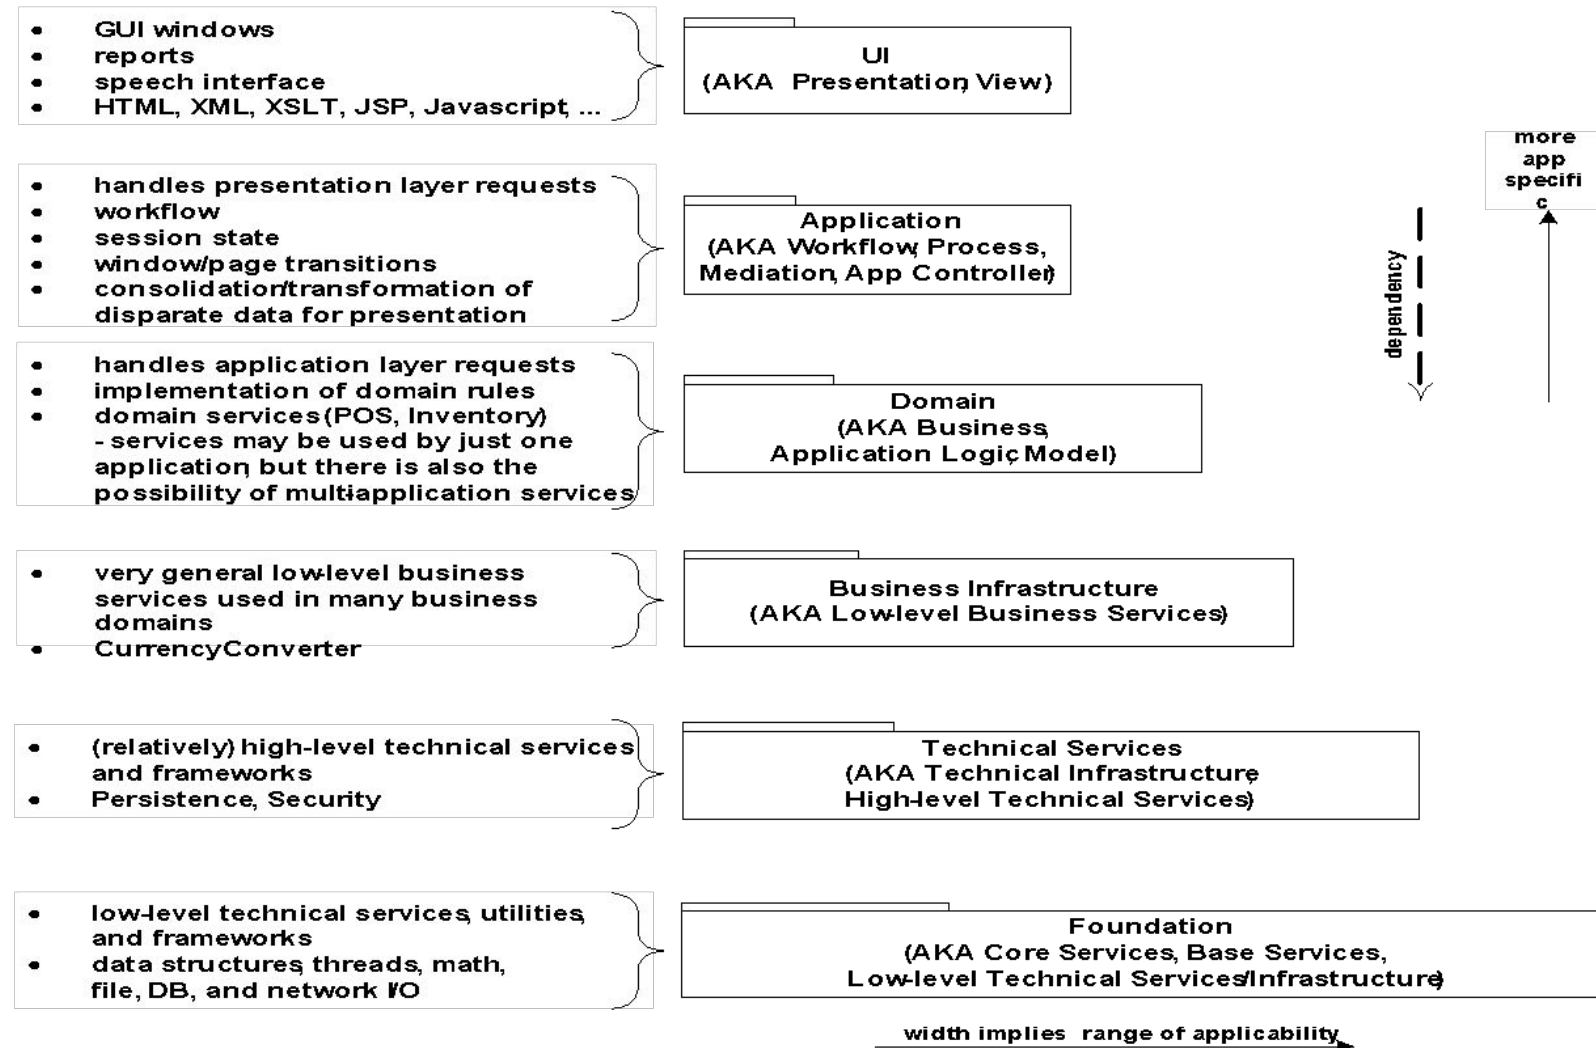 • GUI windows
• reports
• speech interface
• HTML, XML, XSLT, JSP, Javascript, ...
UI
(AKA Presentation, View)
more
app
specifi
c
• handles presentation layer requests
• workflow
• session state
• window/page transitions
• consolidation/transformation of
disparate data for presentation
Application
(AKA Workflow, Process,
Mediation, App Controller)
dependency
• handles application layer requests
• implementation of domain rules
• domain services (POS, Inventory)
- services may be used by just one
application, but there is also the
possibility of multi-application services
Domain
(AKA Business,
Application Logic, Model)
• very general low-level business
services used in many business
domains
• CurrencyConverter
Business Infrastructure
(AKA Low-level Business Services)
• (relatively) high-level technical services
and frameworks
• Persistence, Security
Technical Services
(AKA Technical Infrastructure,
High-level Technical Services)
• low-level technical services, utilities,
and frameworks
• data structures, threads, math,
file, DB, and network I/O
Foundation
(AKA Core Services, Base Services,
Low-level Technical Services/Infrastructure)
width implies range of applicability